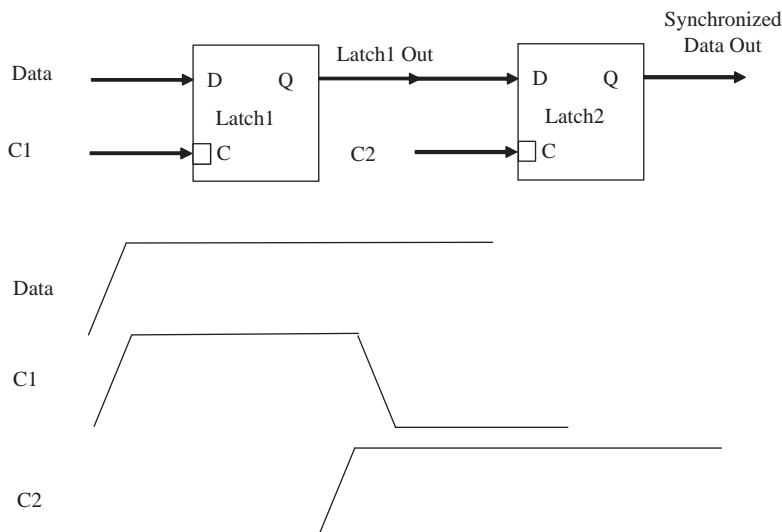 Synchronized
Data Out
Latch1 Out
Data
D
Q
D
Q
Latch1
Latch2
C1
C
C2
C
Data
C1
C2